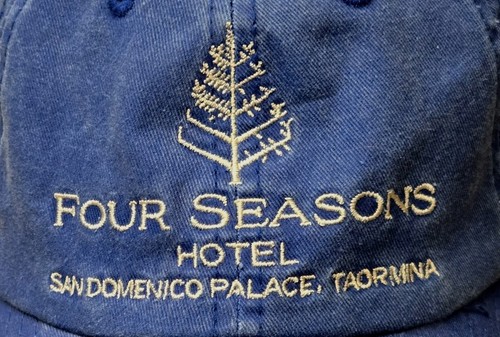 FOUR SEASONS
HOTEL
SAN DOMENICO PALACE, TAORMINA